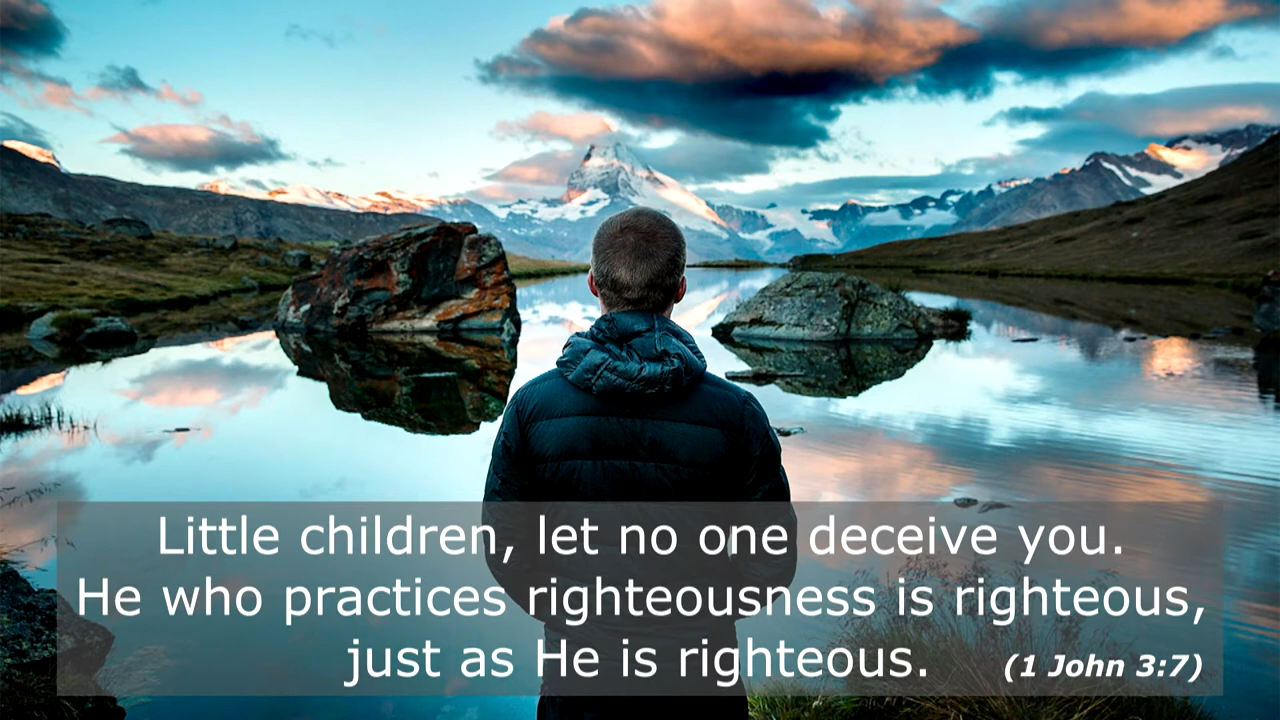 Little children, let no one deceive you.
He who practices righteousness is righteous,
just as He is righteous. (1 John 3:7)